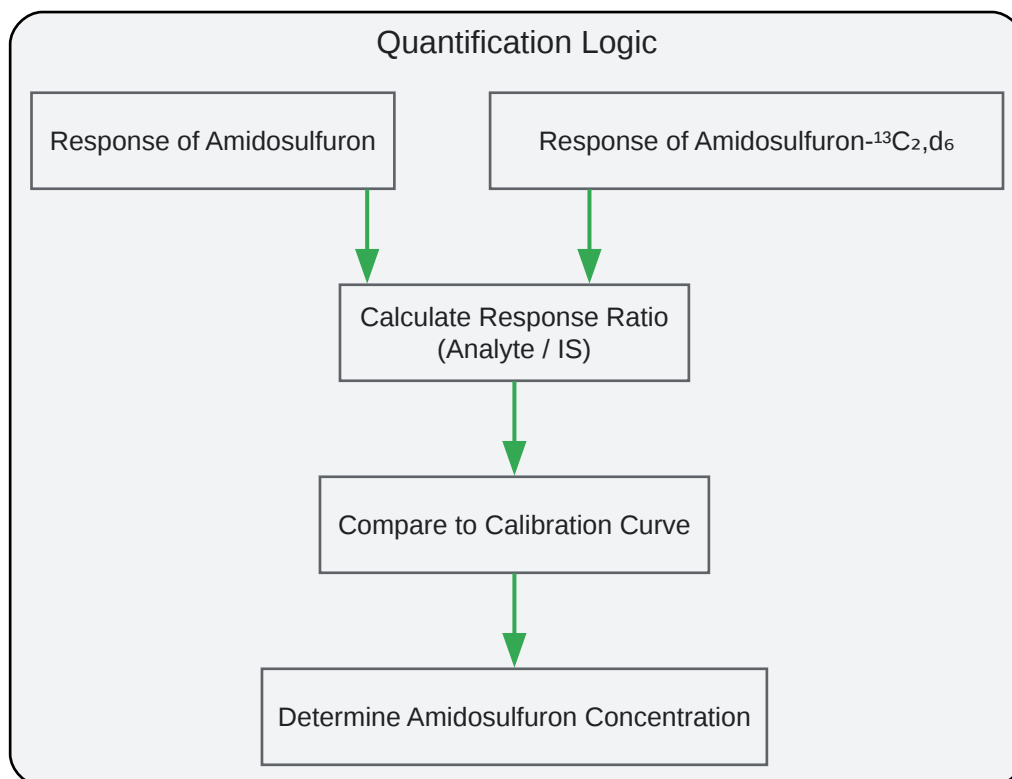 Quantification Logic
Response of Amidosulfuron
Response of Amidosulfuron-¹³C₂,d₆
Calculate Response Ratio
(Analyte / IS)
Compare to Calibration Curve
Determine Amidosulfuron Concentration